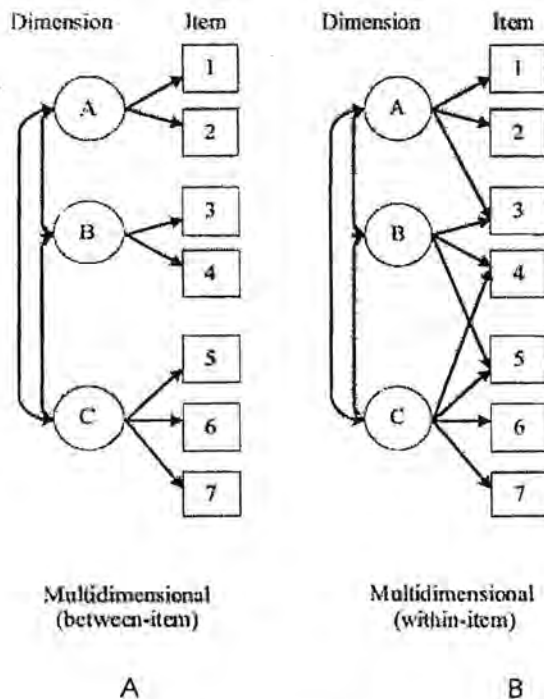 Dimension Item
A
B
C
1
2
3
4
5
6
7
Multidimensional
(between-item)
A
Dimension Item
A
B
C
1
2
3
4
5
6
7
Multidimensional
(within-item)
B